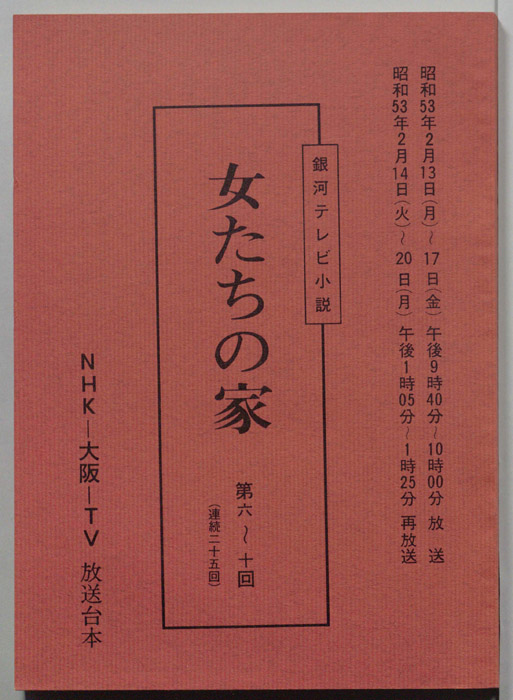 昭和53年2月13日（月）～17日（金）午後9時40分～10時00分 放送
昭和53年2月14日（火）～20日（月）午後1時05分～1時25分 再放送
銀河テレビ小説
女たちの家
第六～十回
（連続二十五回）
NHK―大阪―TV 放送台本